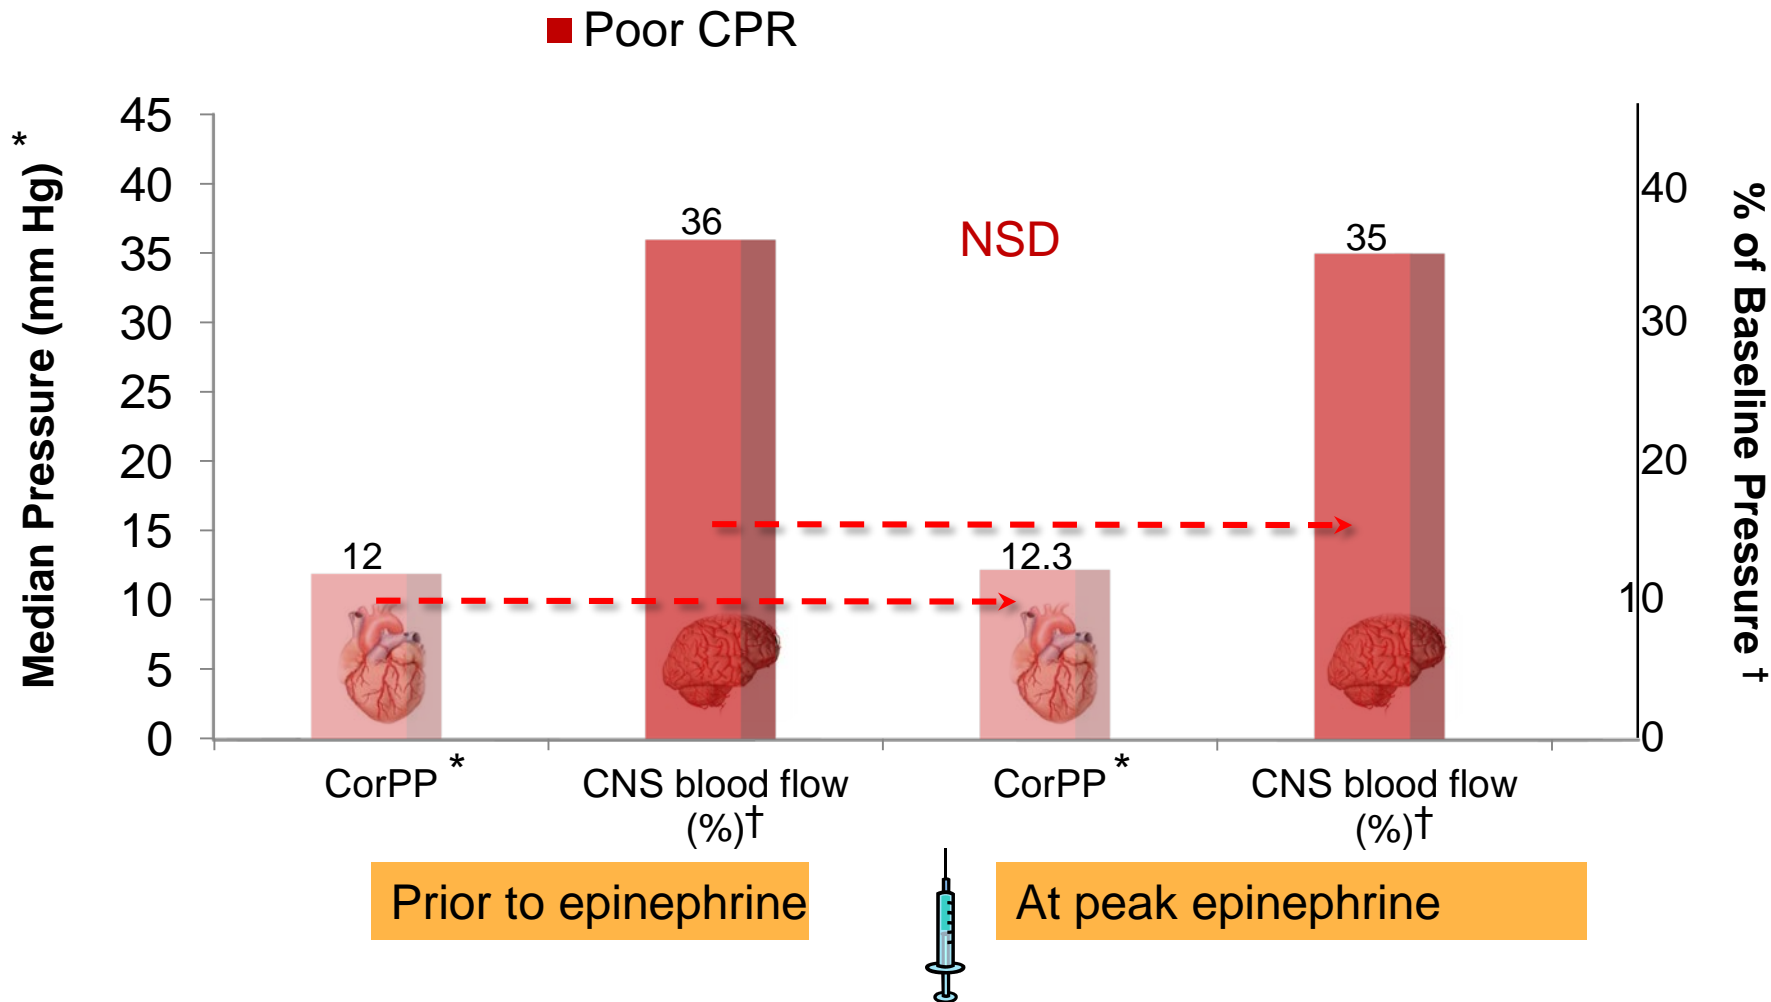 Poor CPR
Median Pressure (mm Hg) *
45
40
35
30
25
20
15
10
5
0
12
36
NSD
12.3
35
40
30
20
10
0
% of Baseline Pressure †
CorPP *
CNS blood flow
(%)†
CorPP *
CNS blood flow
(%)†
Prior to epinephrine
At peak epinephrine